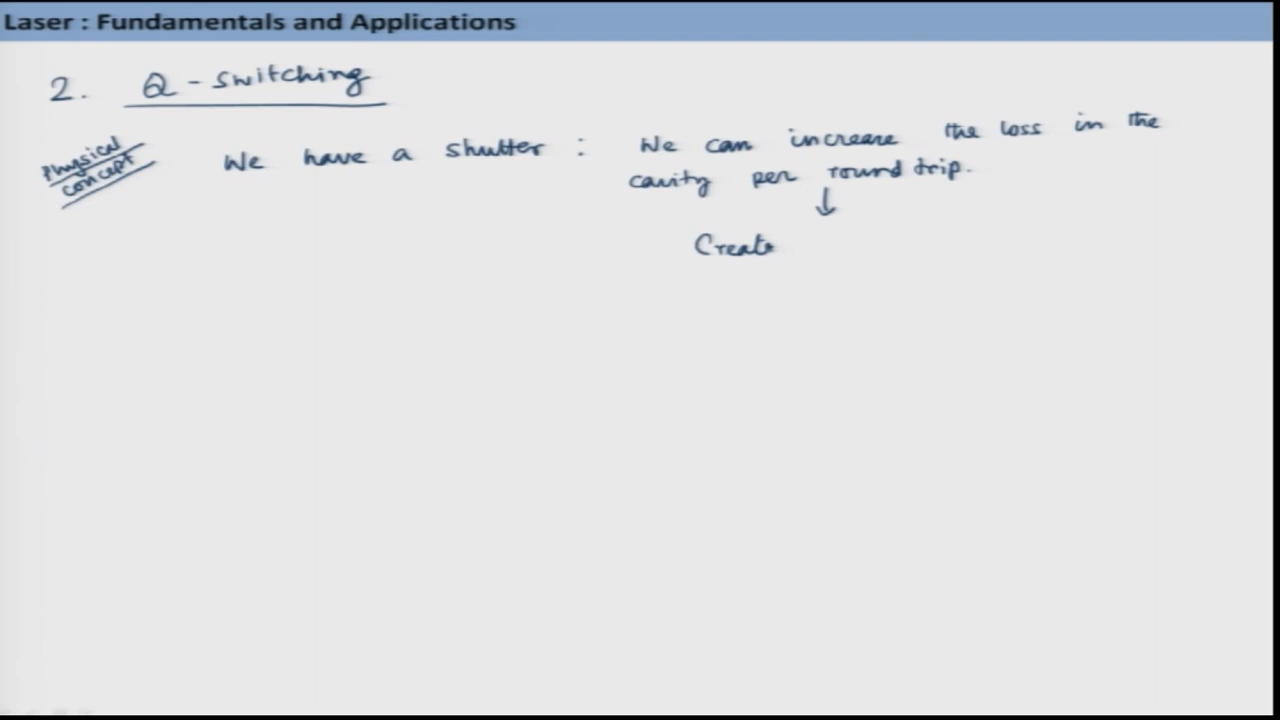 Laser : Fundamentals and Applications
2. Q - Switching
Physical concept
We have a shutter : We can increase the loss in the
cavity per round trip.
↓
Create